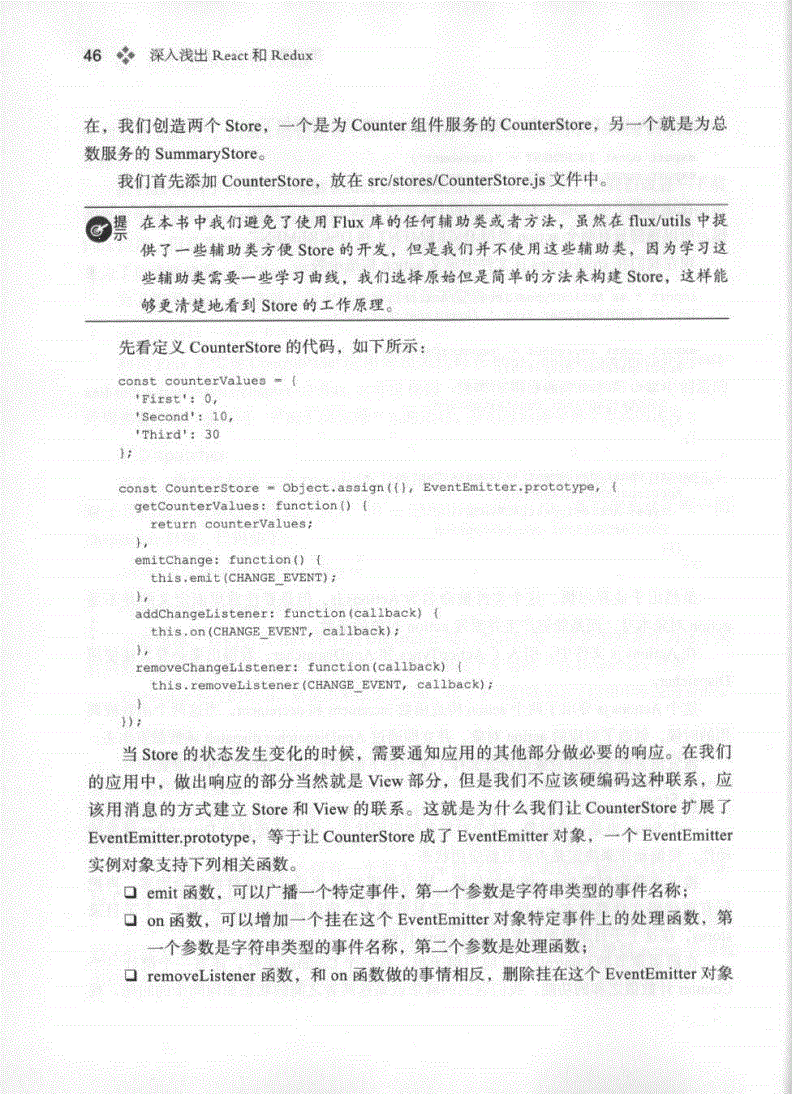 46 深入浅出 React 和 Redux
在，我们创造两个 Store，一个是为 Counter 组件服务的 CounterStore，另一个就是为总
数服务的 SummaryStore。
我们首先添加 CounterStore，放在 src/stores/CounterStore.js 文件中。
提示 在本书中我们避免了使用 Flux 库的任何辅助类或者方法，虽然在 flux/utils 中提
供了一些辅助类方便 Store 的开发，但是我们并不使用这些辅助类，因为学习这
些辅助类需要一些学习曲线，我们选择原始但是简单的方法来构建 Store，这样能
够更清楚地看到 Store 的工作原理。
先看定义 CounterStore 的代码，如下所示：
const counterValues = {
'First': 0,
'Second': 10,
'Third': 30
};
const CounterStore = Object.assign({}, EventEmitter.prototype, {
getCounterValues: function() {
return counterValues;
},
emitChange: function() {
this.emit(CHANGE_EVENT);
},
addChangeListener: function(callback) {
this.on(CHANGE_EVENT, callback);
},
removeChangeListener: function(callback) {
this.removeListener(CHANGE_EVENT, callback);
}
});
当 Store 的状态发生变化的时候，需要通知应用的其他部分做必要的响应。在我们
的应用中，做出响应的部分当然就是 View 部分，但是我们不应该硬编码这种联系，应
该用消息的方式建立 Store 和 View 的联系。这就是为什么我们让 CounterStore 扩展了
EventEmitter.prototype，等于让 CounterStore 成了 EventEmitter 对象，一个 EventEmitter
实例对象支持下列相关函数。
❑ emit 函数，可以广播一个特定事件，第一个参数是字符串类型的事件名称；
❑ on 函数，可以增加一个挂在这个 EventEmitter 对象特定事件上的处理函数，第
一个参数是字符串类型的事件名称，第二个参数是处理函数；
❑ removeListener 函数，和 on 函数做的事情相反，删除挂在这个 EventEmitter 对象